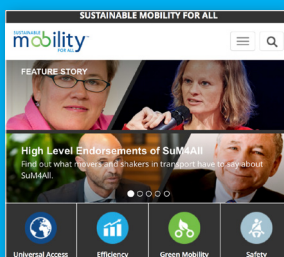 SUSTAINABLE MOBILITY FOR ALL
SUSTAINABLE
mobility
FOR ALL
FEATURE STORY
High Level Endorsements of SuM4All
Find out what movers and shakers in transport have to say about
SuM4All.
Universal Access Efficiency Green Mobility Safety